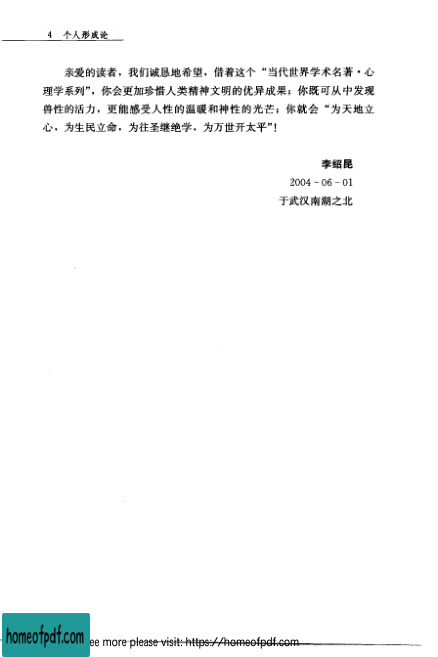 4 个人形成论
亲爱的读者，我们诚恳地希望，借着这个“当代世界学术名著·心
理学系列”，你会更加珍惜人类精神文明的优异成果；你既可从中发现
兽性的活力，更能感受人性的温暖和神性的光芒；你就会“为天地立
心，为生民立命，为往圣继绝学，为万世开太平”！
李绍昆
2004-06-01
于武汉南湖之北
homeofpdf.com
ee more please visit: https://homeofpdf.com